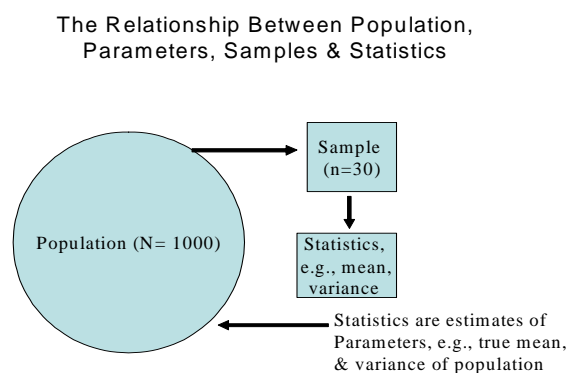 The Relationship Between Population,
Parameters, Samples & Statistics
Sample
(n=30)
Population (N= 1000)
Statistics,
e.g., mean,
variance
Statistics are estimates of
Parameters, e.g., true mean,
& variance of population